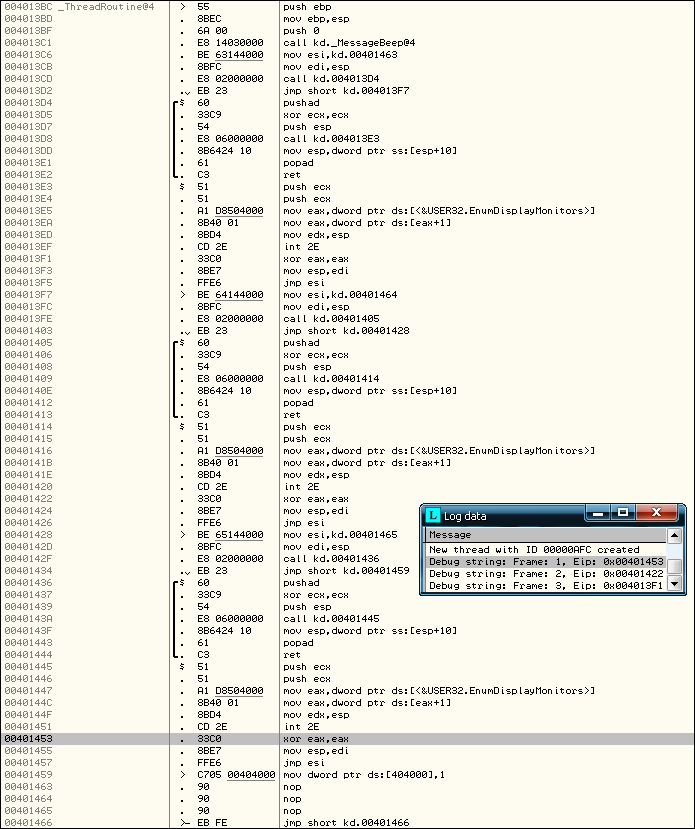 004013BC _ThreadRoutine@4 > 55 push ebp
004013BD . 8BEC mov ebp,esp
004013BF . 6A 00 push 0
004013C1 . E8 14030000 call kd._MessageBeep@4
004013C6 . BE 63144000 mov esi,kd.00401463
004013CB . 8BFC mov edi,esp
004013CD . E8 02000000 call kd.004013D4
004013D2 .v EB 23 jmp short kd.004013F7
004013D4 $ 60 pushad
004013D5 . 33C9 xor ecx,ecx
004013D7 . 54 push esp
004013D8 . E8 06000000 call kd.004013E3
004013DD . 8B6424 10 mov esp,dword ptr ss:[esp+10]
004013E1 . 61 popad
004013E2 . C3 ret
004013E3 $ 51 push ecx
004013E4 . 51 push ecx
004013E5 . A1 D8504000 mov eax,dword ptr ds:[<&USER32.EnumDisplayMonitors>]
004013EA . 8B40 01 mov eax,dword ptr ds:[eax+1]
004013ED . 8BD4 mov edx,esp
004013EF . CD 2E int 2E
004013F1 . 33C0 xor eax,eax
004013F3 . 8BE7 mov esp,edi
004013F5 . FFE6 jmp esi
004013F7 > BE 64144000 mov esi,kd.00401464
004013FC . 8BFC mov edi,esp
004013FE . E8 02000000 call kd.00401405
00401403 .v EB 23 jmp short kd.00401428
00401405 $ 60 pushad
00401406 . 33C9 xor ecx,ecx
00401408 . 54 push esp
00401409 . E8 06000000 call kd.00401414
0040140E . 8B6424 10 mov esp,dword ptr ss:[esp+10]
00401412 . 61 popad
00401413 . C3 ret
00401414 $ 51 push ecx
00401415 . 51 push ecx
00401416 . A1 D8504000 mov eax,dword ptr ds:[<&USER32.EnumDisplayMonitors>]
0040141B . 8B40 01 mov eax,dword ptr ds:[eax+1]
0040141E . 8BD4 mov edx,esp
00401420 . CD 2E int 2E
00401422 . 33C0 xor eax,eax
00401424 . 8BE7 mov esp,edi
00401426 . FFE6 jmp esi
00401428 > BE 65144000 mov esi,kd.00401465
0040142D . 8BFC mov edi,esp
0040142F . E8 02000000 call kd.00401436
00401434 .v EB 23 jmp short kd.00401459
00401436 $ 60 pushad
00401437 . 33C9 xor ecx,ecx
00401439 . 54 push esp
0040143A . E8 06000000 call kd.00401445
0040143F . 8B6424 10 mov esp,dword ptr ss:[esp+10]
00401443 . 61 popad
00401444 . C3 ret
00401445 $ 51 push ecx
00401446 . 51 push ecx
00401447 . A1 D8504000 mov eax,dword ptr ds:[<&USER32.EnumDisplayMonitors>]
0040144C . 8B40 01 mov eax,dword ptr ds:[eax+1]
0040144F . 8BD4 mov edx,esp
00401451 . CD 2E int 2E
00401453 . 33C0 xor eax,eax
00401455 . 8BE7 mov esp,edi
00401457 . FFE6 jmp esi
00401459 > C705 00404000 mov dword ptr ds:[404000],1
00401463 . 90 nop
00401464 . 90 nop
00401465 . 90 nop
00401466 >- EB FE jmp short kd.00401466
L Log data
Message
New thread with ID 00000AFC created
Debug string: Frame: 1, Eip: 0x00401453
Debug string: Frame: 2, Eip: 0x00401422
Debug string: Frame: 3, Eip: 0x004013F1